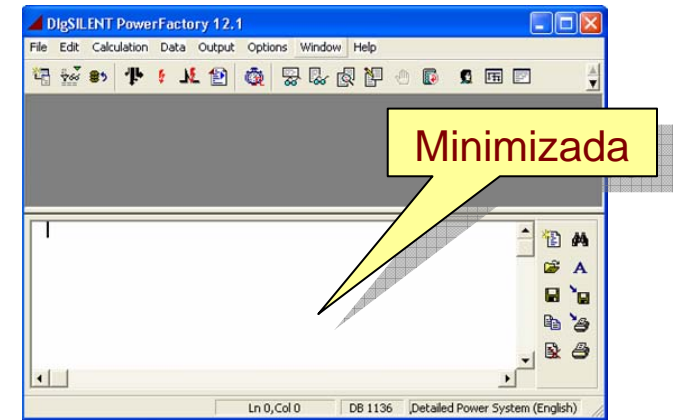 DIgSILENT PowerFactory 12.1
File Edit Calculation Data Output Options Window Help
Minimizada
Ln 0,Col 0 DB 1136 Detailed Power System (English)